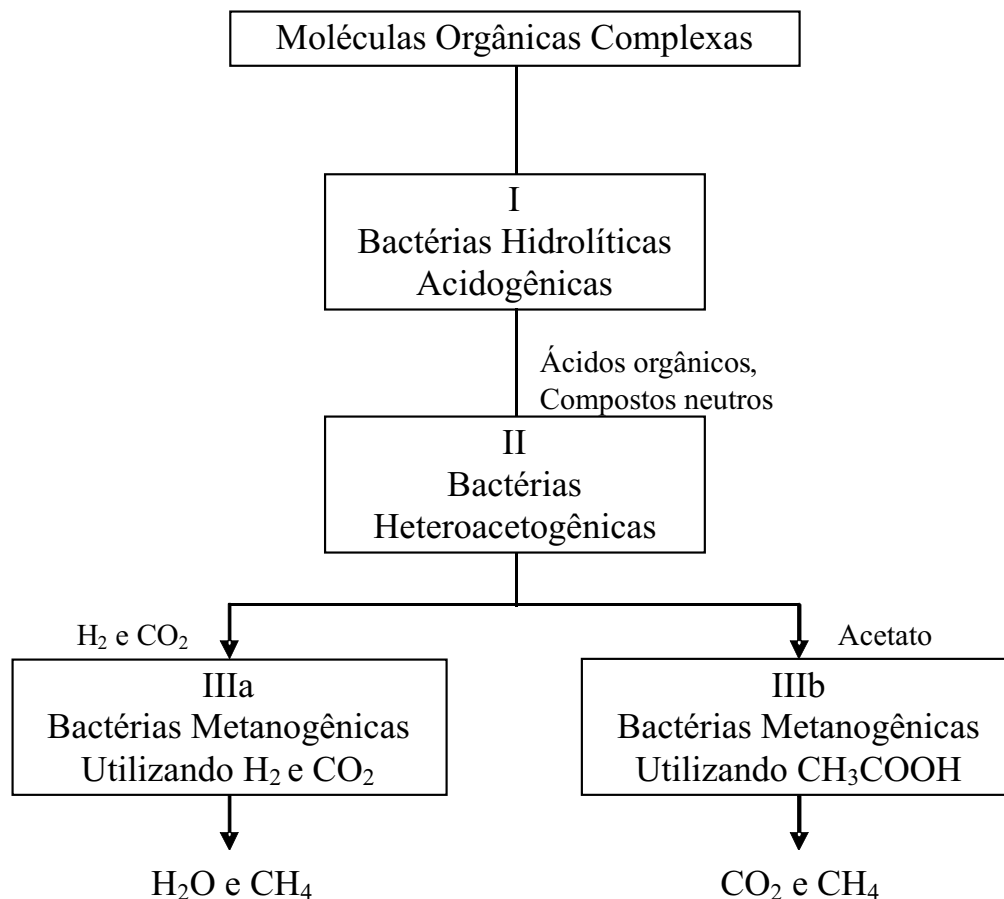 Moléculas Orgânicas Complexas
I
Bactérias Hidrolíticas
Acidogênicas
Ácidos orgânicos,
Compostos neutros
II
Bactérias
Heteroacetogênicas
H₂ e CO₂
IIIa
Bactérias Metanogênicas
Utilizando H₂ e CO₂
H₂O e CH₄
Acetato
IIIb
Bactérias Metanogênicas
Utilizando CH₃COOH
CO₂ e CH₄